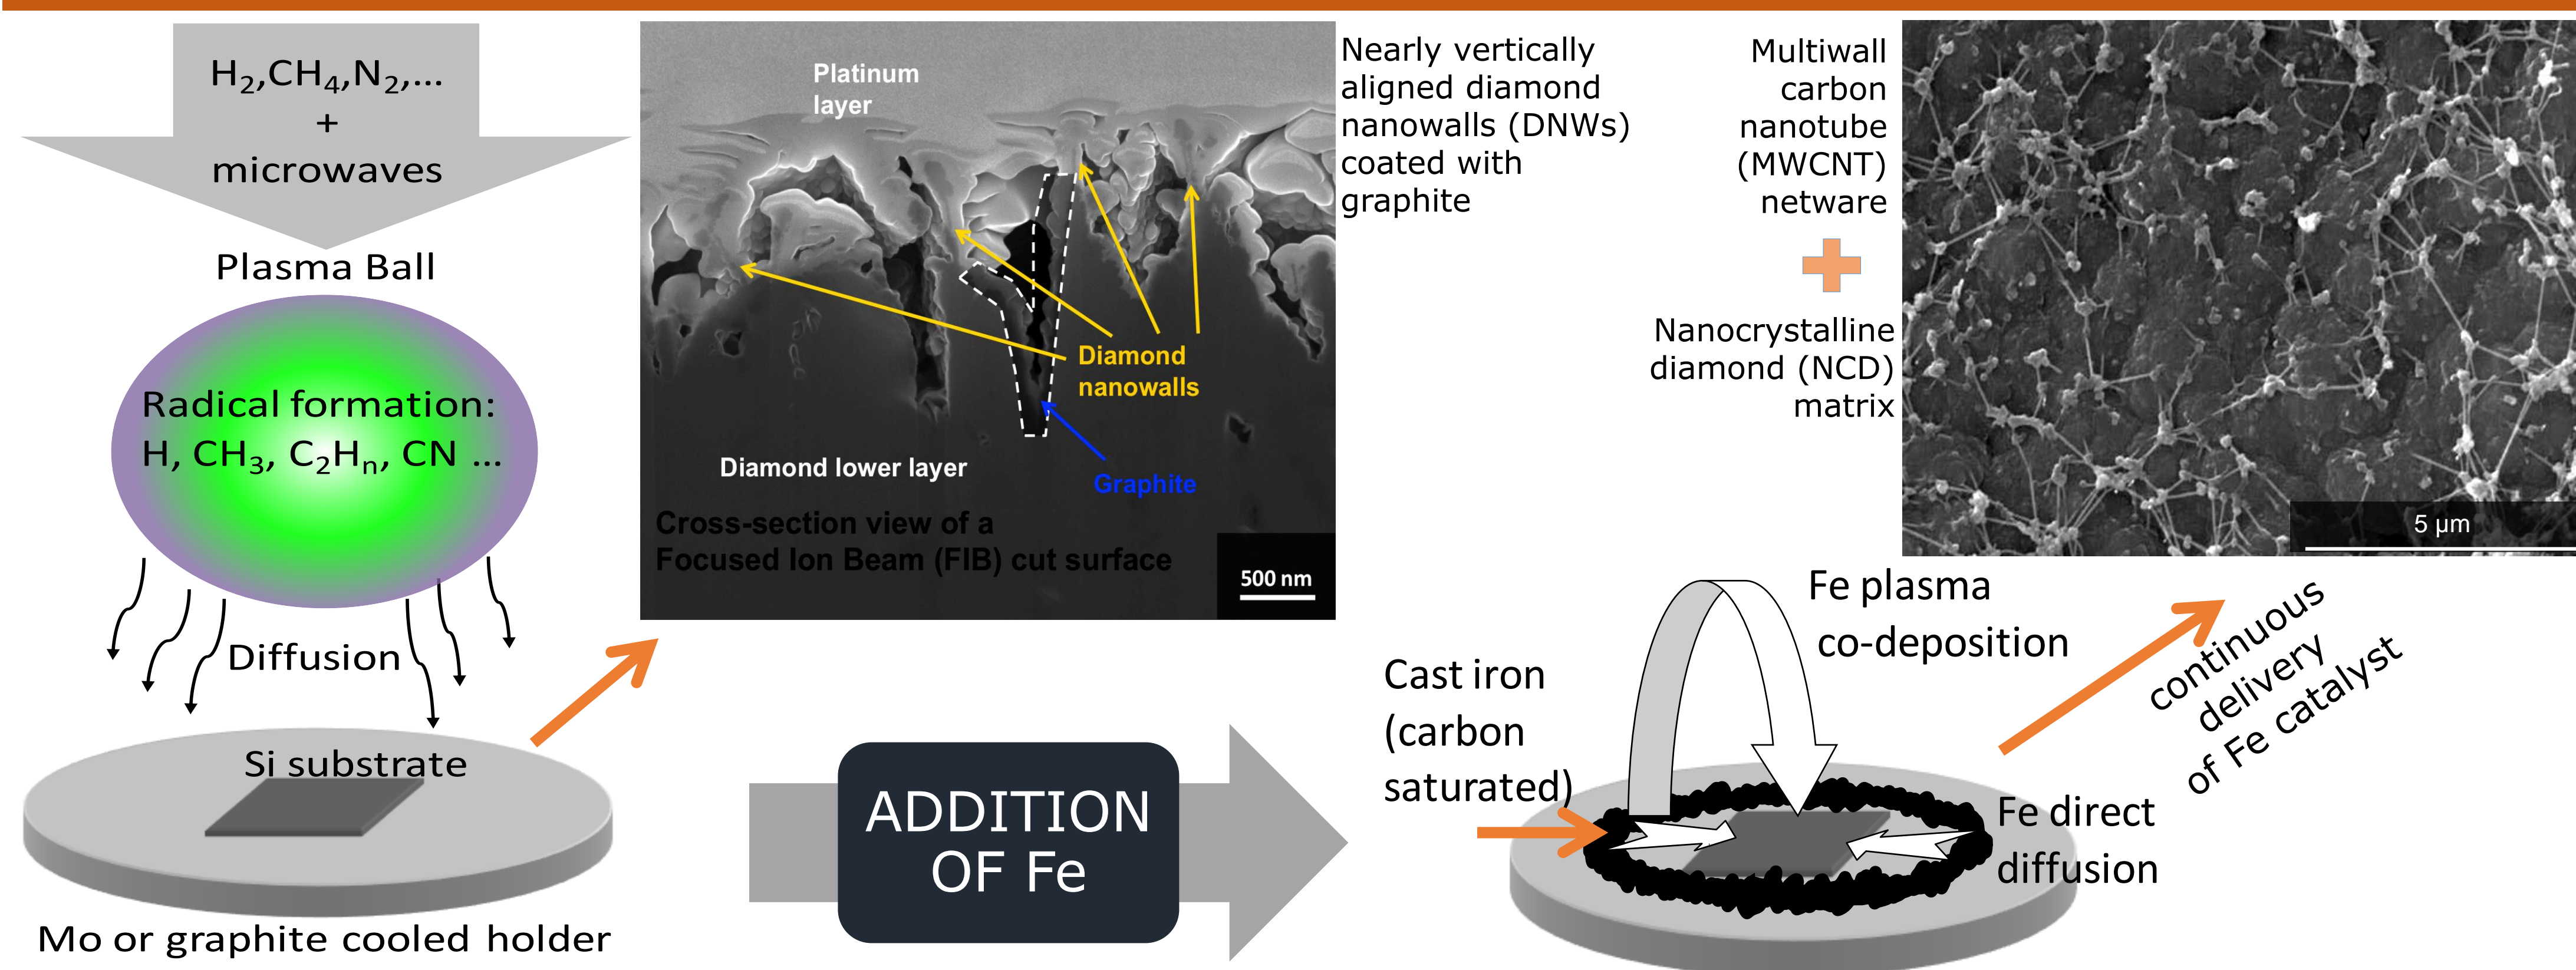 H₂,CH₄,N₂,...
+
microwaves
Plasma Ball
Radical formation:
H, CH₃, C₂Hₙ, CN ...
Diffusion
Si substrate
Mo or graphite cooled holder
Platinum
layer
Diamond
nanowalls
Graphite
Diamond lower layer
Cross-section view of a
Focused Ion Beam (FIB) cut surface
500 nm
Nearly vertically
aligned diamond
nanowalls (DNWs)
coated with
graphite
Multiwall
carbon
nanotube
(MWCNT)
netware
Nanocrystalline
diamond (NCD)
matrix
5 µm
ADDITION
OF Fe
Cast iron
(carbon
saturated)
Fe plasma
co-deposition
Fe direct
diffusion
continuous
delivery
of Fe catalyst